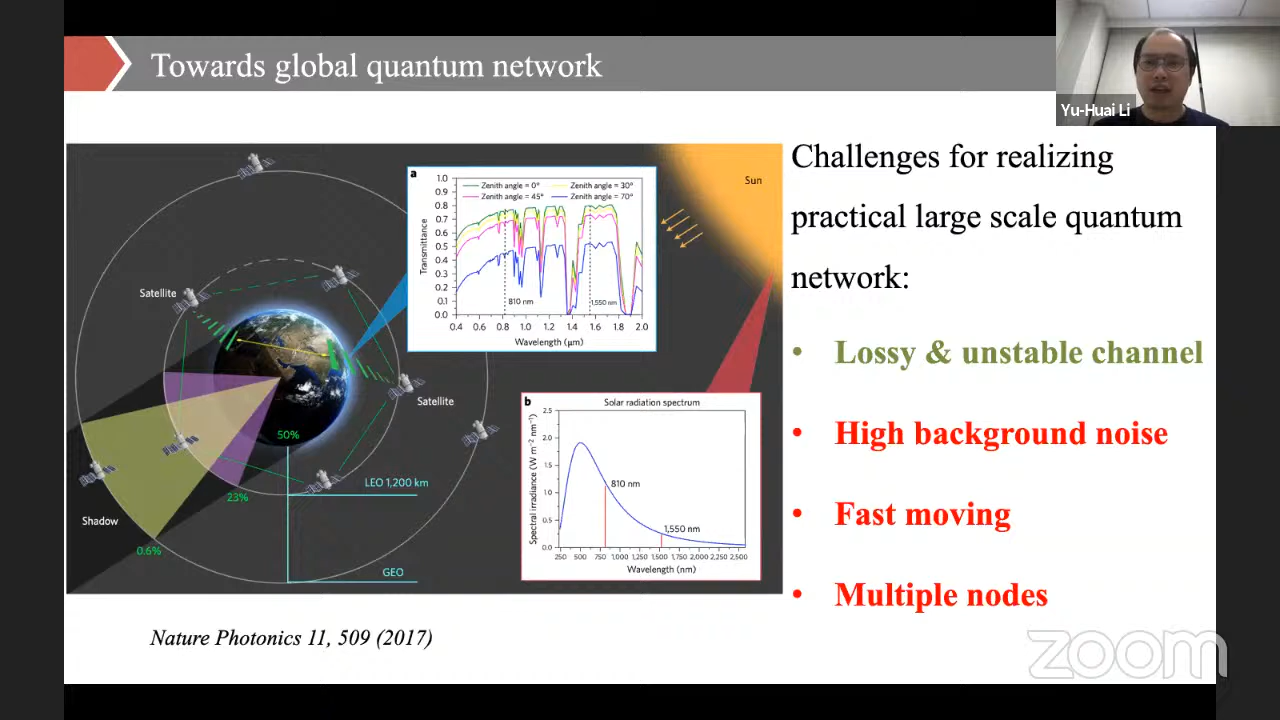 Towards global quantum network
Yu-Huai Li
Challenges for realizing
practical large scale quantum
network:
• Lossy & unstable channel
• High background noise
• Fast moving
• Multiple nodes
Satellite
Satellite
Shadow
50%
23%
0.6%
LEO 1,200 km
GEO
Sun
a
Zenith angle = 0° Zenith angle = 30°
Zenith angle = 45° Zenith angle = 70°
Transmittance
1.0
0.9
0.8
0.7
0.6
0.5
0.4
0.3
0.2
0.1
0.0
810 nm
1,550 nm
0.4 0.6 0.8 1.0 1.2 1.4 1.6 1.8 2.0
Wavelength (μm)
b
Solar radiation spectrum
Spectral irradiance (W m⁻² nm⁻¹)
2.5
2.0
1.5
1.0
0.5
0.0
810 nm
1,550 nm
250 500 750 1,000 1,250 1,500 1,750 2,000 2,250 2,500
Wavelength (nm)
Nature Photonics 11, 509 (2017)
zoom